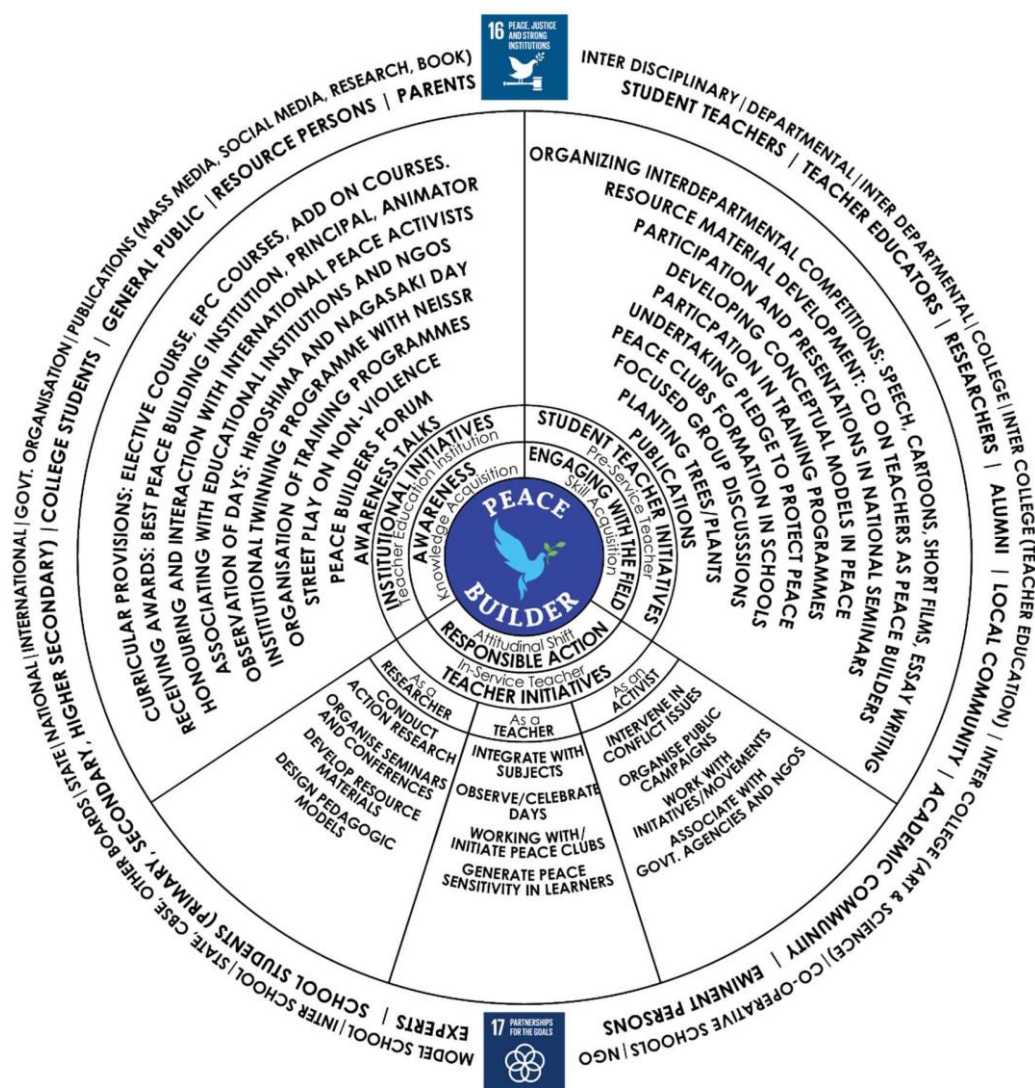 16 PEACE, JUSTICE
AND STRONG
INSTITUTIONS
MODEL SCHOOL | INTER SCHOOL | STATE, CBSE, OTHER BOARDS | STATE | NATIONAL | INTERNATIONAL | GOVT. ORGANISATION | PUBLICATIONS (MASS MEDIA, SOCIAL MEDIA, RESEARCH, BOOK)
EXPERTS | SCHOOL STUDENTS (PRIMARY, SECONDARY, HIGHER SECONDARY) | COLLEGE STUDENTS | GENERAL PUBLIC | RESOURCE PERSONS | PARENTS
INTER DISCIPLINARY | DEPARTMENTAL | INTER DEPARTMENTAL | COLLEGE | INTER COLLEGE (TEACHER EDUCATION) | INTER COLLEGE (ART & SCIENCE) | CO-OPERATIVE SCHOOLS | NGO
STUDENT TEACHERS | TEACHER EDUCATORS | RESEARCHERS | ALUMNI | LOCAL COMMUNITY | ACADEMIC COMMUNITY | EMINENT PERSONS
CURRICULAR PROVISIONS: ELECTIVE COURSE, EPC COURSES, ADD ON COURSES.
RECEIVING AWARDS: BEST PEACE BUILDING INSTITUTION, PRINCIPAL, ANIMATOR
HONOURING AND INTERACTION WITH INTERNATIONAL PEACE ACTIVISTS
ASSOCIATING WITH EDUCATIONAL INSTITUTIONS AND NGOS
OBSERVATION OF DAYS: HIROSHIMA AND NAGASAKI DAY
INSTITUTIONAL TWINNING PROGRAMME WITH NEISSR
ORGANISATION OF TRAINING PROGRAMMES
STREET PLAY ON NON-VIOLENCE
PEACE BUILDERS FORUM
AWARENESS TALKS
INSTITUTIONAL INITIATIVES
Teacher Education Institution
AWARENESS
Knowledge Acquisition
ORGANIZING INTERDEPARTMENTAL COMPETITIONS: SPEECH, CARTOONS, SHORT FILMS, ESSAY WRITING
RESOURCE MATERIAL DEVELOPMENT: CD ON TEACHERS AS PEACE BUILDERS
PARTICIPATION AND PRESENTATIONS IN NATIONAL SEMINARS
DEVELOPING CONCEPTUAL MODELS IN PEACE
PARTCIPATION IN TRAINING PROGRAMMES
UNDERTAKING PLEDGE TO PROTECT PEACE
PEACE CLUBS FORMATION IN SCHOOLS
FOCUSED GROUP DISCUSSSIONS
PLANTING TREES/PLANTS
PUBLICATIONS
STUDENT TEACHER INITIATIVES
Pre-Service Teacher
ENGAGING WITH THE FIELD
Skill Acquisition
PEACE
BUILDER
Attitudinal Shift
RESPONSIBLE ACTION
In-Service Teacher
TEACHER INITIATIVES
As a
RESEARCHER
CONDUCT
ACTION RESEARCH
ORGANISE SEMINARS
AND CONFERENCES
DEVELOP RESOURCE
MATERIALS
DESIGN PEDAGOGIC
MODELS
As a
TEACHER
INTEGRATE WITH
SUBJECTS
OBSERVE/CELEBRATE
DAYS
WORKING WITH/
INITIATE PEACE CLUBS
GENERATE PEACE
SENSITIVITY IN LEARNERS
As an
ACTIVIST
INTERVENE IN
CONFLICT ISSUES
ORGANISE PUBLIC
CAMPAIGNS
WORK WITH
INITATIVES/MOVEMENTS
ASSOCIATE WITH
GOVT. AGENCIES AND NGOS
17 PARTNERSHIPS
FOR THE GOALS